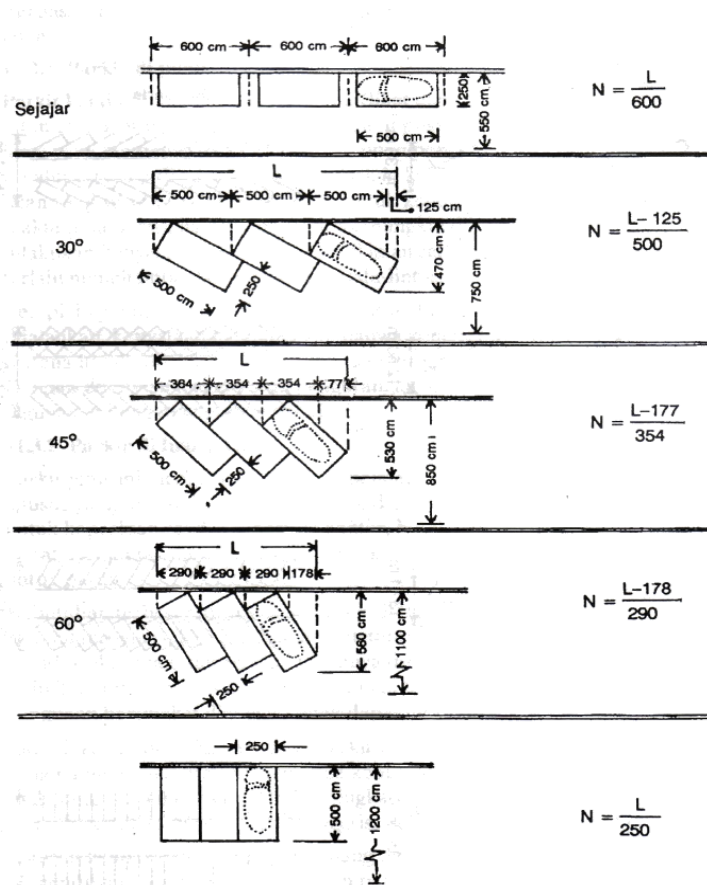 600 cm 600 cm 600 cm
Sejajar
250
550 cm
500 cm
N = L/600
L
500 cm 500 cm 500 cm
125 cm
30°
500 cm
250
470 cm
750 cm
N = L- 125/500
L
364 354 354 77
45°
500 cm
250
530 cm
850 cm
N = L-177/354
L
290 290 290 178
60°
500 cm
250
560 cm
1100 cm
N = L-178/290
250
500 cm
1200 cm
N = L/250